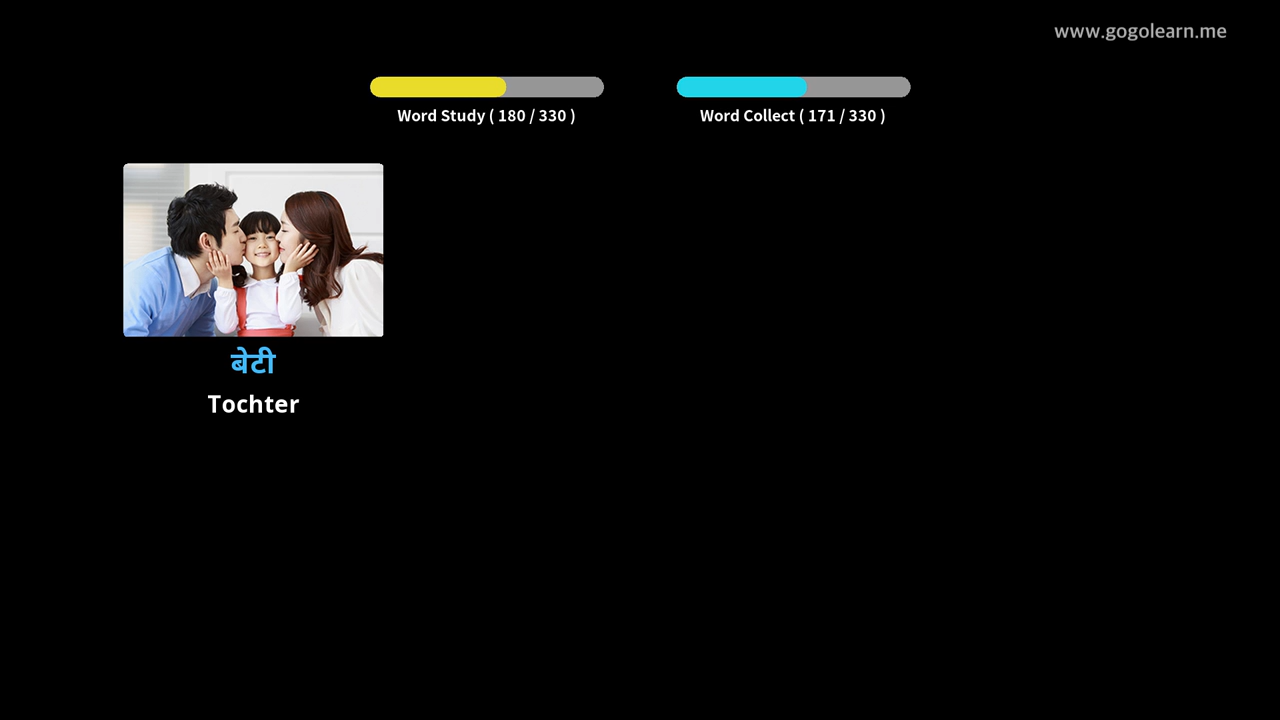 www.gogolearn.me
Word Study ( 180 / 330 )
Word Collect ( 171 / 330 )
बेटी
Tochter